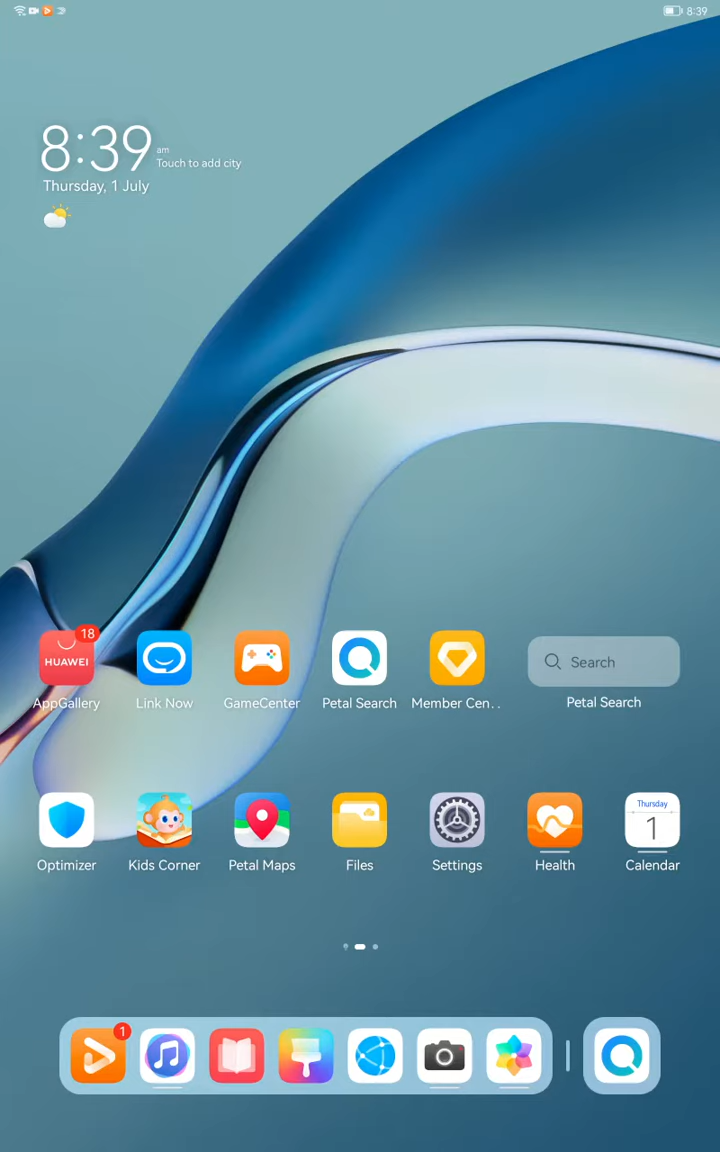 8:39
8:39
am
Touch to add city
Thursday, 1 July
18
HUAWEI
AppGallery
Link Now
GameCenter
Petal Search
Member Cen..
Search
Petal Search
Thursday
1
Optimizer
Kids Corner
Petal Maps
Files
Settings
Health
Calendar
1